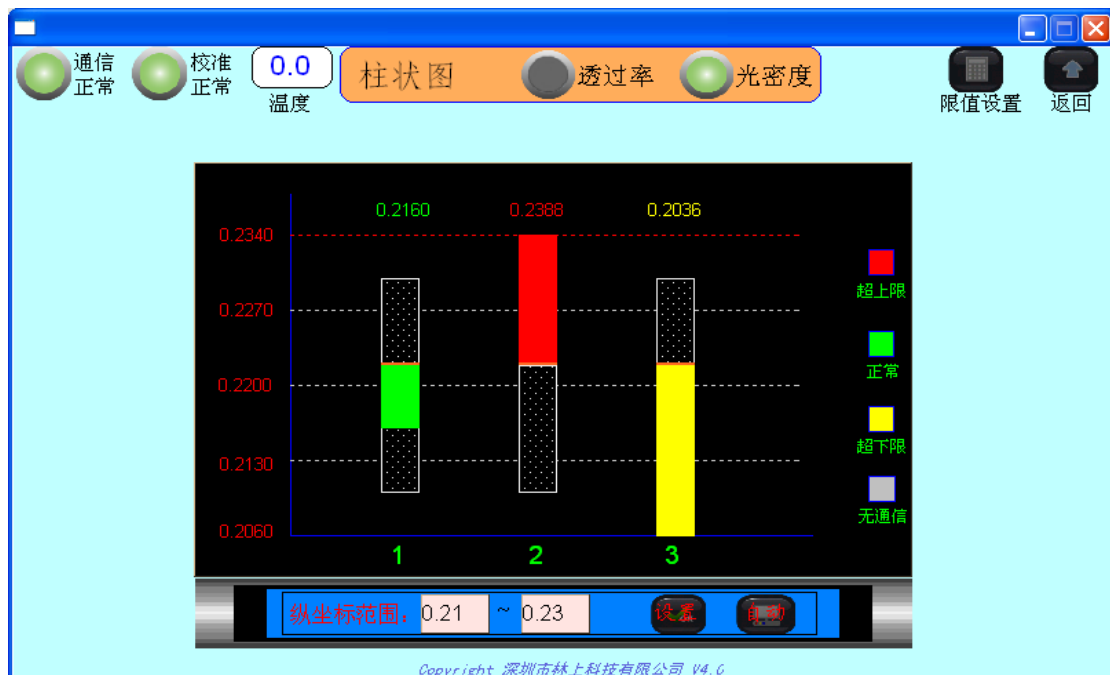 通信
正常
校准
正常
0.0
温度
柱状图
透过率
光密度
限值设置
返回
0.2160
0.2388
0.2036
0.2340
0.2270
0.2200
0.2130
0.2060
1
2
3
超上限
正常
超下限
无通信
纵坐标范围：
0.21
~
0.23
设置
自动
Copyright 深圳市林上科技有限公司 V4.0